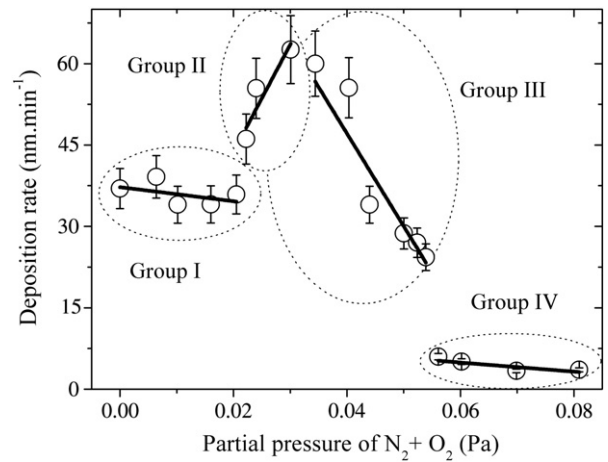 Deposition rate (nm.min⁻¹)
60
45
30
15
0
Group II
Group III
Group I
Group IV
0.00 0.02 0.04 0.06 0.08
Partial pressure of N₂+ O₂ (Pa)